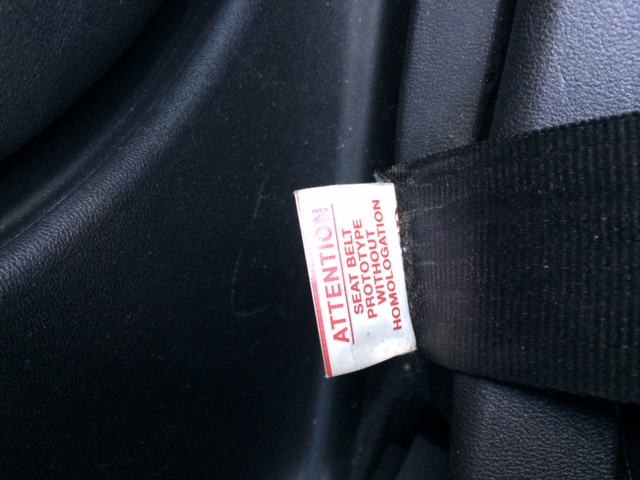 ATTENTION
SEAT BELT
PROTOTYPE
WITHOUT
HOMOLOGATION